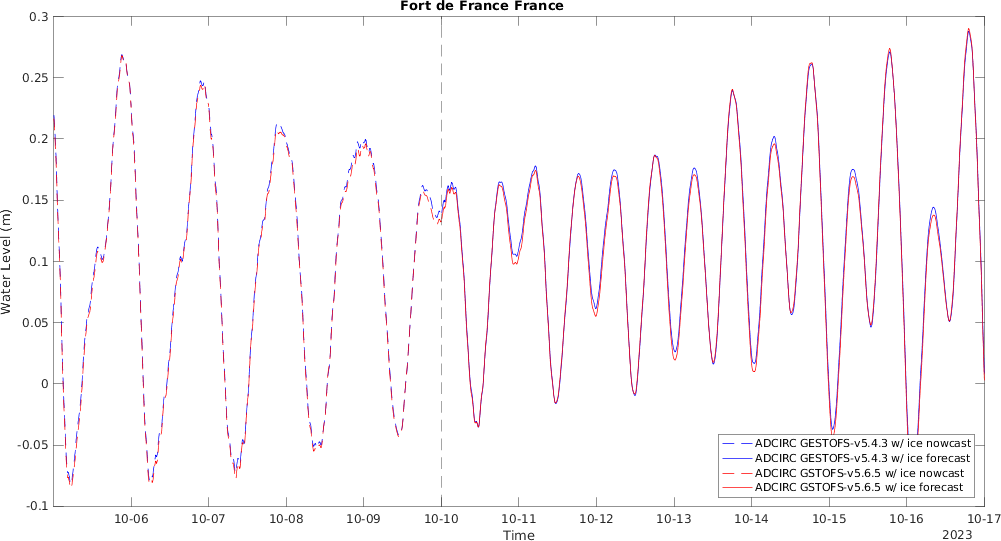 Fort de France France
0.3
0.25
0.2
0.15
0.1
0.05
0
-0.05
-0.1
Water Level (m)
ADCIRC GESTOFS-v5.4.3 w/ ice nowcast
ADCIRC GESTOFS-v5.4.3 w/ ice forecast
ADCIRC GSTOFS-v5.6.5 w/ ice nowcast
ADCIRC GSTOFS-v5.6.5 w/ ice forecast
10-06 10-07 10-08 10-09 10-10 10-11 10-12 10-13 10-14 10-15 10-16 10-17
Time
2023